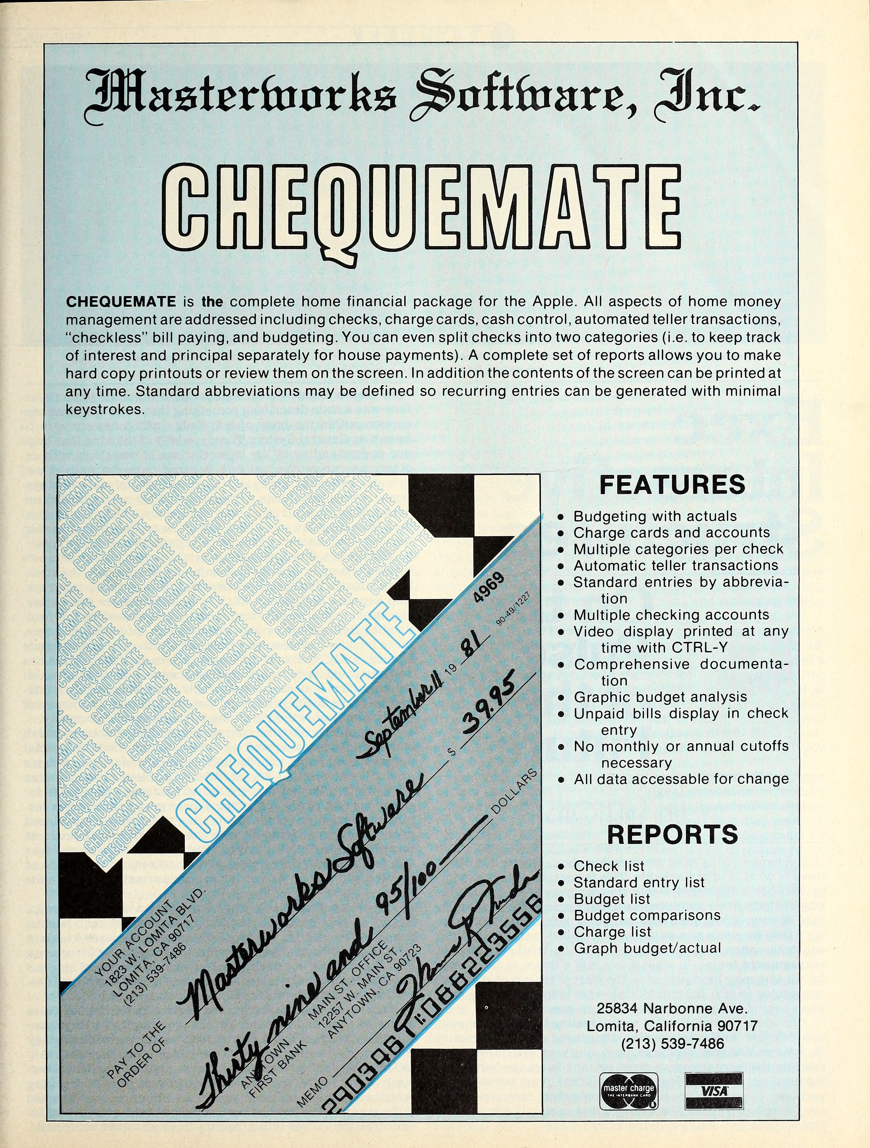 Masterworks Software, Inc.
CHEQUEMATE
CHEQUEMATE is the complete home financial package for the Apple. All aspects of home money
management are addressed including checks, charge cards, cash control, automated teller transactions,
“checkless” bill paying, and budgeting. You can even split checks into two categories (i.e. to keep track
of interest and principal separately for house payments). A complete set of reports allows you to make
hard copy printouts or review them on the screen. In addition the contents of the screen can be printed at
any time. Standard abbreviations may be defined so recurring entries can be generated with minimal
keystrokes.
CHEQUEMATE
4969
90-49/1227
September 11 19 81
$ 39.95
YOUR ACCOUNT
1823 W. LOMITA BLVD.
LOMITA, CA 90717
(213) 539-7486
PAY TO THE
ORDER OF
Masterworks Software
Thirty nine and 95/100
DOLLARS
ANYTOWN
FIRST BANK
MAIN ST. OFFICE
12257 W. MAIN ST.
ANYTOWN, CA 90723
MEMO
FEATURES
• Budgeting with actuals
• Charge cards and accounts
• Multiple categories per check
• Automatic teller transactions
• Standard entries by abbrevia-
tion
• Multiple checking accounts
• Video display printed at any
time with CTRL-Y
• Comprehensive documenta-
tion
• Graphic budget analysis
• Unpaid bills display in check
entry
• No monthly or annual cutoffs
necessary
• All data accessable for change
REPORTS
• Check list
• Standard entry list
• Budget list
• Budget comparisons
• Charge list
• Graph budget/actual
25834 Narbonne Ave.
Lomita, California 90717
(213) 539-7486
master charge
THE INTERBANK CARD
VISA